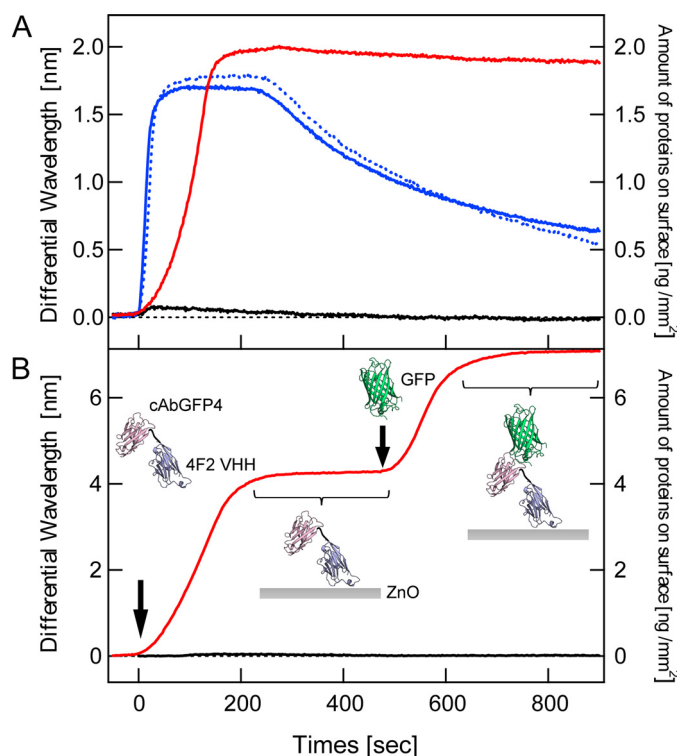 A
Differential Wavelength [nm]
2.0
1.5
1.0
0.5
0.0
2.0
1.5
1.0
0.5
0.0
Amount of proteins on surface [ng /mm²]
B
Differential Wavelength [nm]
6
4
2
0
cAbGFP4
4F2 VHH
GFP
ZnO
6
4
2
0
Amount of proteins on surface [ng /mm²]
0
200
400
600
800
Times [sec]